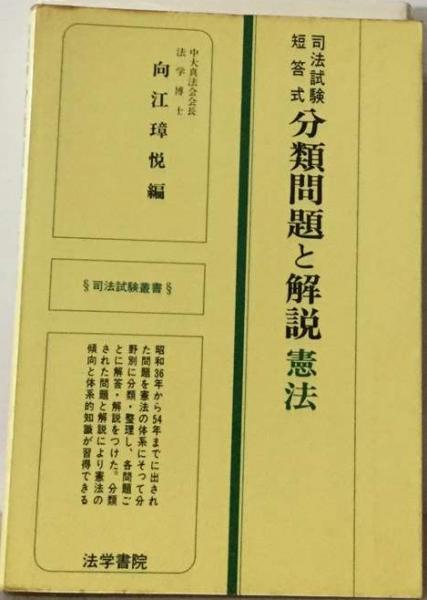 司法試験
短答式
分類問題と解説 憲法
中大真法会会長
法学博士
向江璋悦編
§司法試験叢書§
昭和36年から54年までに出され
た問題を憲法の体系にそって分
野別に分類・整理し、各問題ご
とに解答・解説をつけた。分類
された問題と解説により憲法の
傾向と体系的知識が習得できる
法学書院